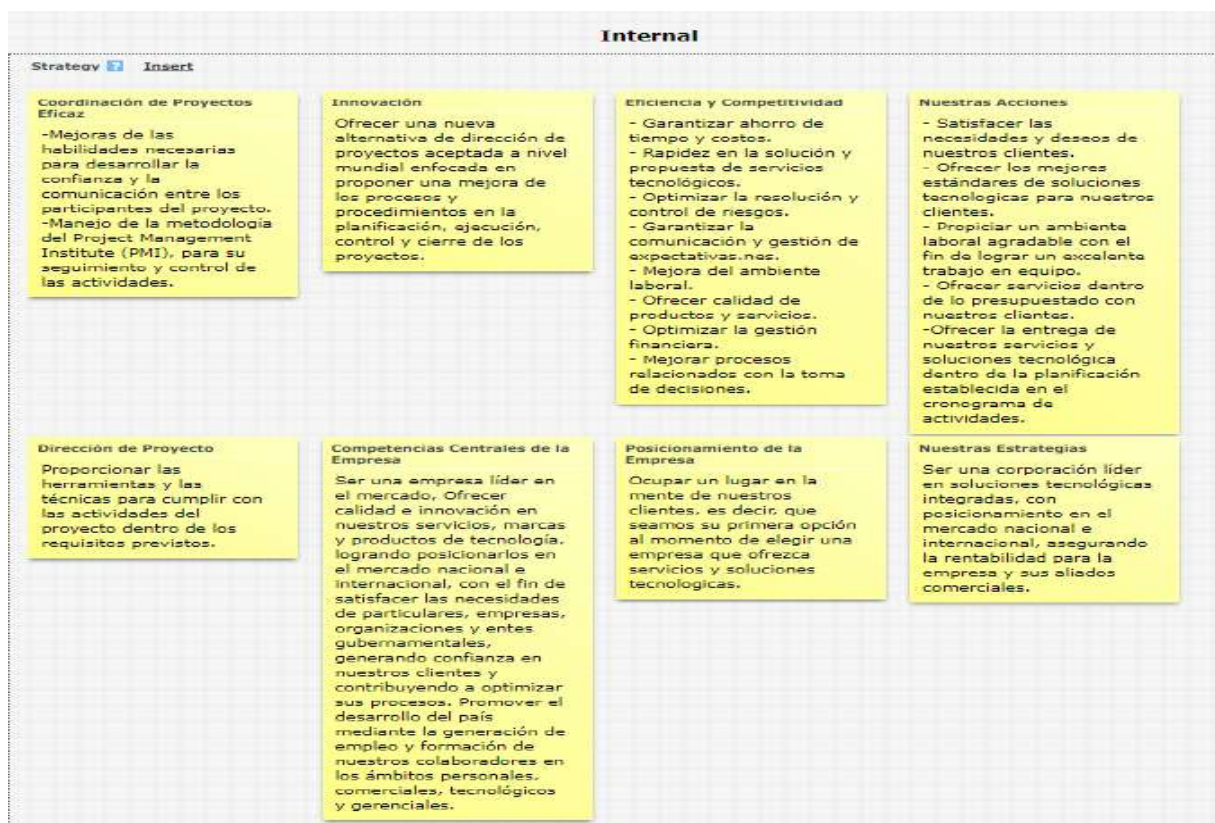 Internal
Strategy ? Insert
Coordinación de Proyectos
Eficaz
-Mejoras de las
habilidades necesarias
para desarrollar la
confianza y la
comunicación entre los
participantes del proyecto.
-Manejo de la metodología
del Project Management
Institute (PMI), para su
seguimiento y control de
las actividades.
Innovación
Ofrecer una nueva
alternativa de dirección de
proyectos aceptada a nivel
mundial enfocada en
proponer una mejora de
los procesos y
procedimientos en la
planificación, ejecución,
control y cierre de los
proyectos.
Eficiencia y Competitividad
- Garantizar ahorro de
tiempo y costos.
- Rapidez en la solución y
propuesta de servicios
tecnológicos.
- Optimizar la resolución y
control de riesgos.
- Garantizar la
comunicación y gestión de
expectativas.nes.
- Mejora del ambiente
laboral.
- Ofrecer calidad de
productos y servicios.
- Optimizar la gestión
financiera.
- Mejorar procesos
relacionados con la toma
de decisiones.
Nuestras Acciones
- Satisfacer las
necesidades y deseos de
nuestros clientes.
- Ofrecer los mejores
estándares de soluciones
tecnologicas para nuestros
clientes.
- Propiciar un ambiente
laboral agradable con el
fin de lograr un excelente
trabajo en equipo.
- Ofrecer servicios dentro
de lo presupuestado con
nuestros clientes.
-Ofrecer la entrega de
nuestros servicios y
soluciones tecnológica
dentro de la planificación
establecida en el
cronograma de
actividades.
Dirección de Proyecto
Proporcionar las
herramientas y las
técnicas para cumplir con
las actividades del
proyecto dentro de los
requisitos previstos.
Competencias Centrales de la
Empresa
Ser una empresa líder en
el mercado, Ofrecer
calidad e innovación en
nuestros servicios, marcas
y productos de tecnología,
logrando posicionarlos en
el mercado nacional e
internacional, con el fin de
satisfacer las necesidades
de particulares, empresas,
organizaciones y entes
gubernamentales,
generando confianza en
nuestros clientes y
contribuyendo a optimizar
sus procesos. Promover el
desarrollo del país
mediante la generación de
empleo y formación de
nuestros colaboradores en
los ámbitos personales,
comerciales, tecnológicos
y gerenciales.
Posicionamiento de la
Empresa
Ocupar un lugar en la
mente de nuestros
clientes, es decir, que
seamos su primera opción
al momento de elegir una
empresa que ofrezca
servicios y soluciones
tecnologicas.
Nuestras Estrategias
Ser una corporación líder
en soluciones tecnológicas
integradas, con
posicionamiento en el
mercado nacional e
internacional, asegurando
la rentabilidad para la
empresa y sus aliados
comerciales.